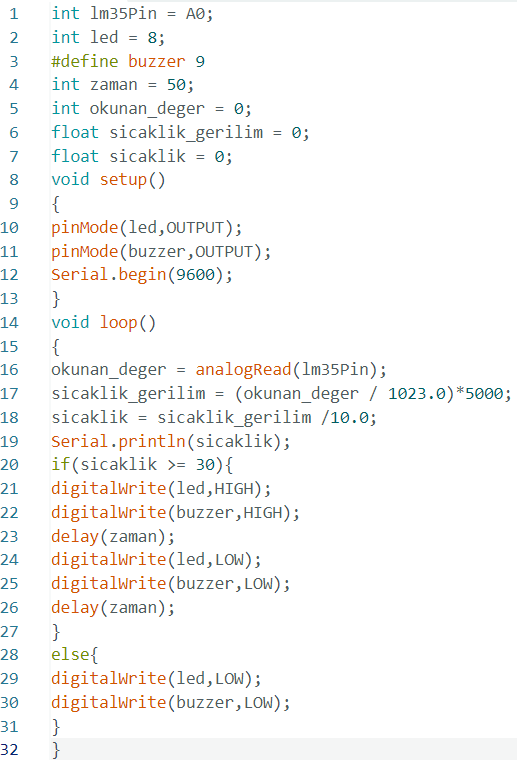 1 int lm35Pin = A0;
2 int led = 8;
3 #define buzzer 9
4 int zaman = 50;
5 int okunan_deger = 0;
6 float sicaklik_gerilim = 0;
7 float sicaklik = 0;
8 void setup()
9 {
10 pinMode(led,OUTPUT);
11 pinMode(buzzer,OUTPUT);
12 Serial.begin(9600);
13 }
14 void loop()
15 {
16 okunan_deger = analogRead(lm35Pin);
17 sicaklik_gerilim = (okunan_deger / 1023.0)*5000;
18 sicaklik = sicaklik_gerilim /10.0;
19 Serial.println(sicaklik);
20 if(sicaklik >= 30){
21 digitalWrite(led,HIGH);
22 digitalWrite(buzzer,HIGH);
23 delay(zaman);
24 digitalWrite(led,LOW);
25 digitalWrite(buzzer,LOW);
26 delay(zaman);
27 }
28 else{
29 digitalWrite(led,LOW);
30 digitalWrite(buzzer,LOW);
31 }
32 }